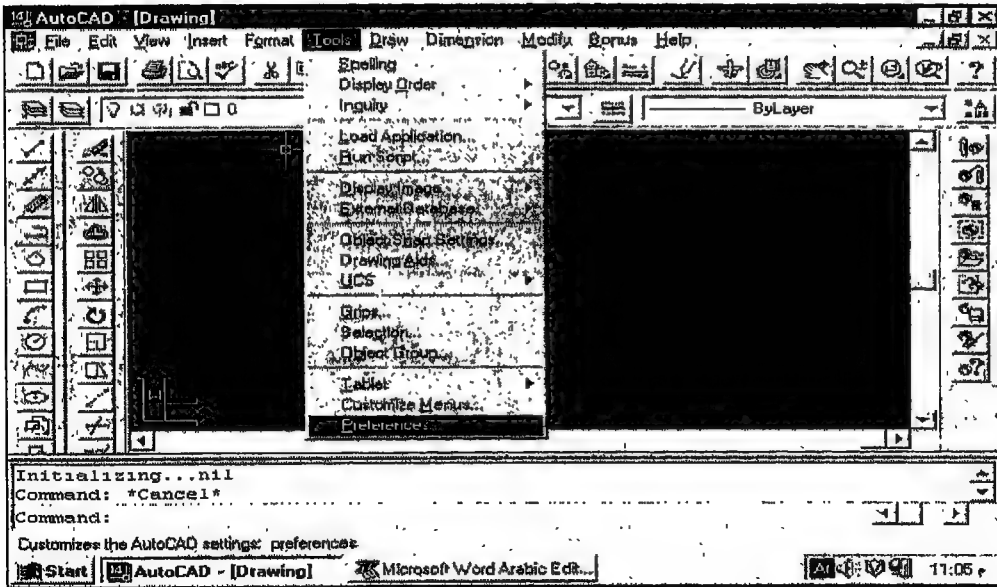 AutoCAD - [Drawing]
File Edit View Insert Format Tools Draw Dimension Modify Bonus Help
Spelling
Display Order
Inquiry
0
ByLayer
Load Application...
Run Script...
Display Image
External Database
Object Snap Settings...
Drawing Aids...
UCS
Grips...
Selection...
Object Group...
Tablet
Customize Menus...
Preferences...
Initializing...nil
Command: *Cancel*
Command:
Customizes the AutoCAD settings: preferences
Start AutoCAD - [Drawing] Microsoft Word Arabic Edit... Ar 11:05 م